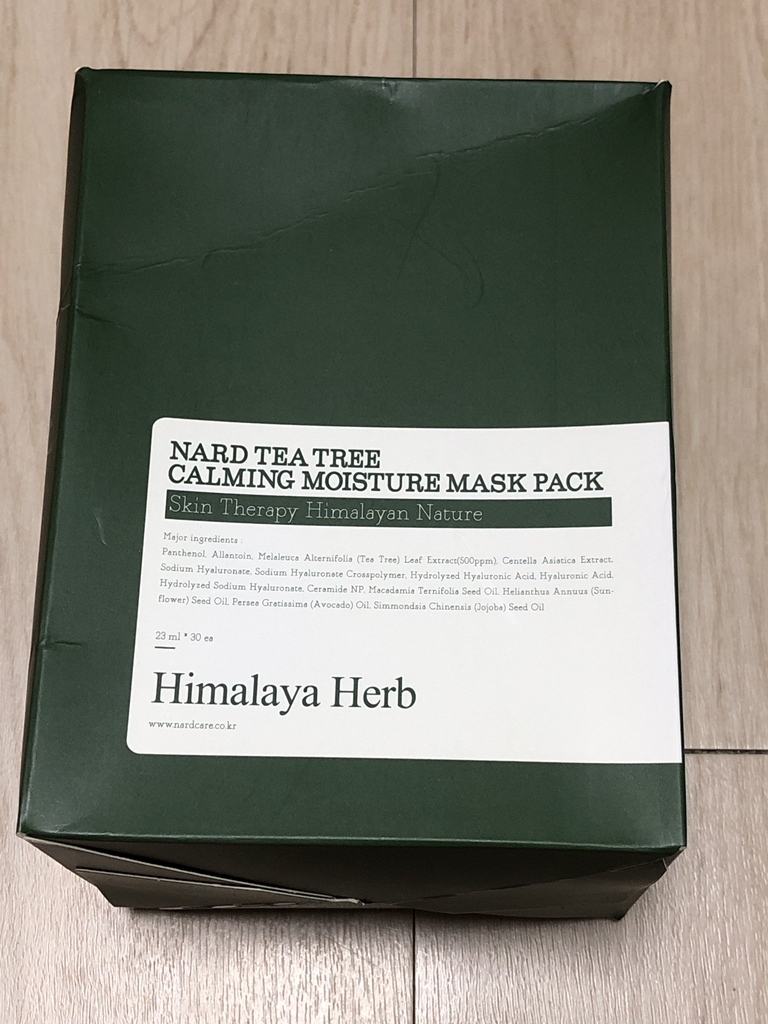 NARD TEA TREE
CALMING MOISTURE MASK PACK
Skin Therapy Himalayan Nature
Major ingredients :
Panthenol, Allantoin, Melaleuca Alternifolia (Tea Tree) Leaf Extract(500ppm), Centella Asiatica Extract,
Sodium Hyaluronate, Sodium Hyaluronate Crosspolymer, Hydrolyzed Hyaluronic Acid, Hyaluronic Acid,
Hydrolyzed Sodium Hyaluronate, Ceramide NP, Macadamia Ternifolia Seed Oil, Helianthus Annuus (Sun-
flower) Seed Oil, Persea Gratissima (Avocado) Oil, Simmondsia Chinensis (Jojoba) Seed Oil
23 ml * 30 ea
Himalaya Herb
www.nardcare.co.kr